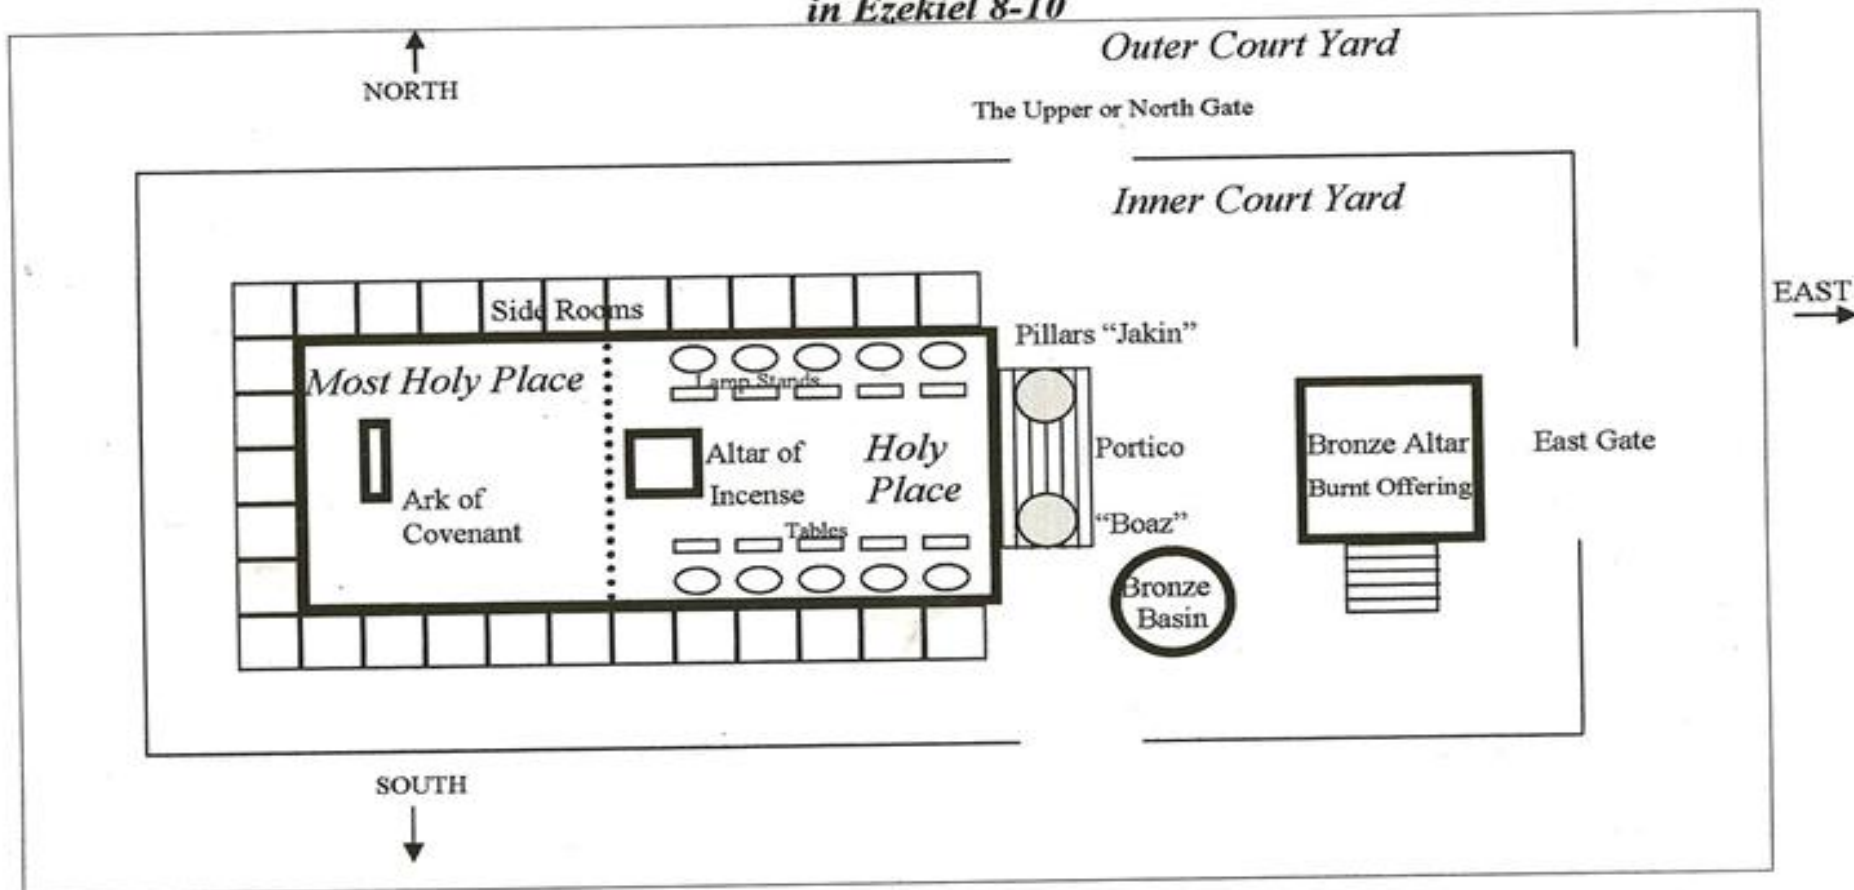 in Ezekiel 8-10
Outer Court Yard
NORTH
The Upper or North Gate
Inner Court Yard
EAST
Side Rooms
Pillars “Jakin”
Most Holy Place
Lamp Stands
Altar of
Incense
Holy
Place
Portico
Bronze Altar
Burnt Offering
East Gate
Ark of
Covenant
Tables
“Boaz”
Bronze
Basin
SOUTH